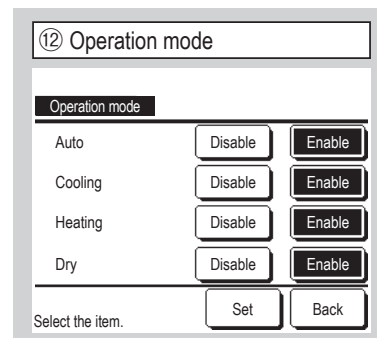 ⑫ Operation mode
Operation mode
Auto Disable Enable
Cooling Disable Enable
Heating Disable Enable
Dry Disable Enable
Set Back
Select the item.